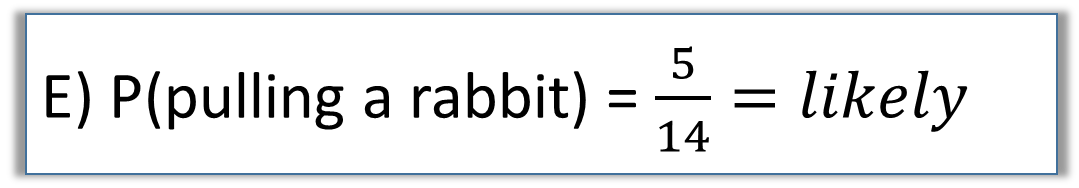 E) P(pulling a rabbit) = 5/14 = likely